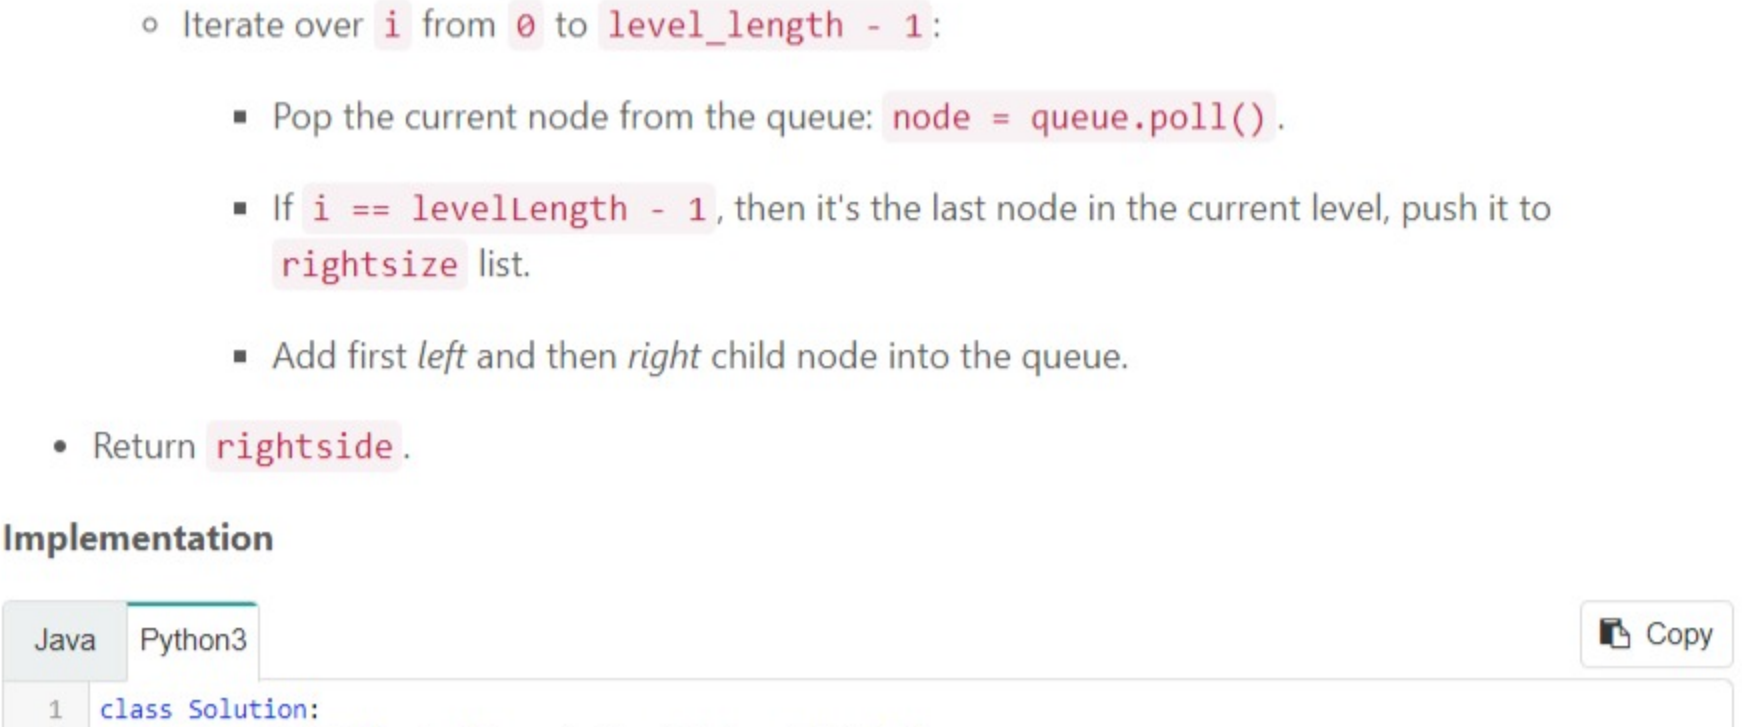 Iterate over i from 0 to level_length - 1:
Pop the current node from the queue: node = queue.poll().
If i == levelLength - 1, then it's the last node in the current level, push it to
rightsize list.
Add first left and then right child node into the queue.
Return rightside.
Implementation
Java Python3 Copy
1 class Solution: